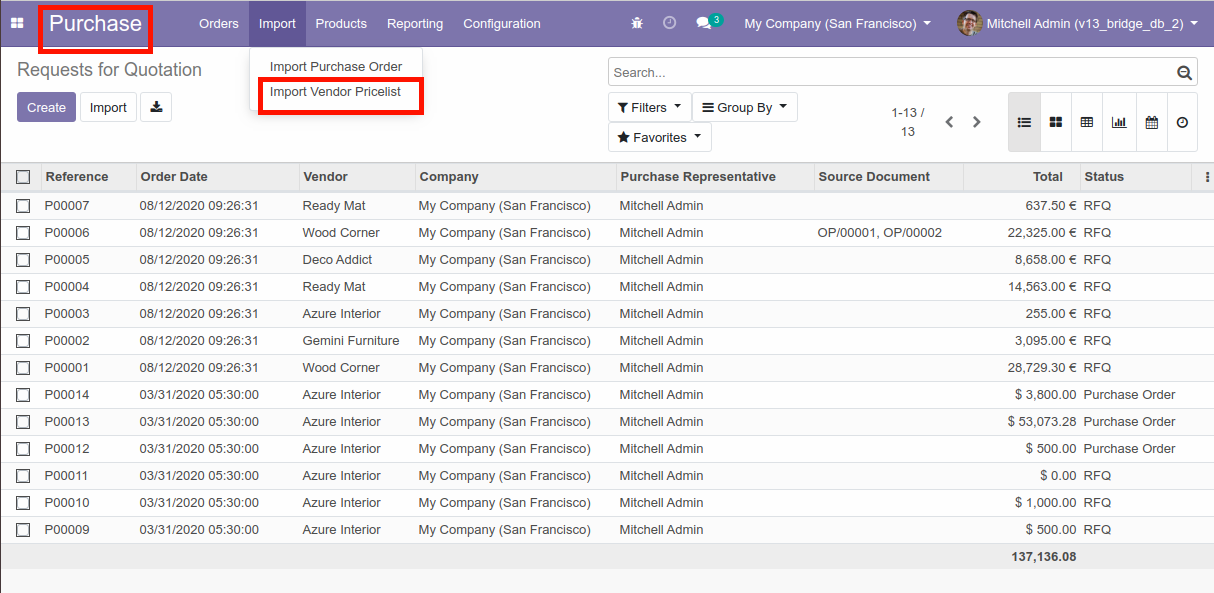 Purchase Orders Import Products Reporting Configuration 3 My Company (San Francisco) Mitchell Admin (v13_bridge_db_2)
Import Purchase Order
Import Vendor Pricelist
Requests for Quotation
Search...
Create Import
Filters Group By
Favorites
1-13 /
13
Reference Order Date Vendor Company Purchase Representative Source Document Total Status
P00007 08/12/2020 09:26:31 Ready Mat My Company (San Francisco) Mitchell Admin 637.50 € RFQ
P00006 08/12/2020 09:26:31 Wood Corner My Company (San Francisco) Mitchell Admin OP/00001, OP/00002 22,325.00 € RFQ
P00005 08/12/2020 09:26:31 Deco Addict My Company (San Francisco) Mitchell Admin 8,658.00 € RFQ
P00004 08/12/2020 09:26:31 Ready Mat My Company (San Francisco) Mitchell Admin 14,563.00 € RFQ
P00003 08/12/2020 09:26:31 Azure Interior My Company (San Francisco) Mitchell Admin 255.00 € RFQ
P00002 08/12/2020 09:26:31 Gemini Furniture My Company (San Francisco) Mitchell Admin 3,095.00 € RFQ
P00001 08/12/2020 09:26:31 Wood Corner My Company (San Francisco) Mitchell Admin 28,729.30 € RFQ
P00014 03/31/2020 05:30:00 Azure Interior My Company (San Francisco) Mitchell Admin $ 3,800.00 Purchase Order
P00013 03/31/2020 05:30:00 Azure Interior My Company (San Francisco) Mitchell Admin $ 53,073.28 Purchase Order
P00012 03/31/2020 05:30:00 Azure Interior My Company (San Francisco) Mitchell Admin $ 500.00 Purchase Order
P00011 03/31/2020 05:30:00 Azure Interior My Company (San Francisco) Mitchell Admin $ 0.00 RFQ
P00010 03/31/2020 05:30:00 Azure Interior My Company (San Francisco) Mitchell Admin $ 1,000.00 RFQ
P00009 03/31/2020 05:30:00 Azure Interior My Company (San Francisco) Mitchell Admin $ 500.00 RFQ
137,136.08